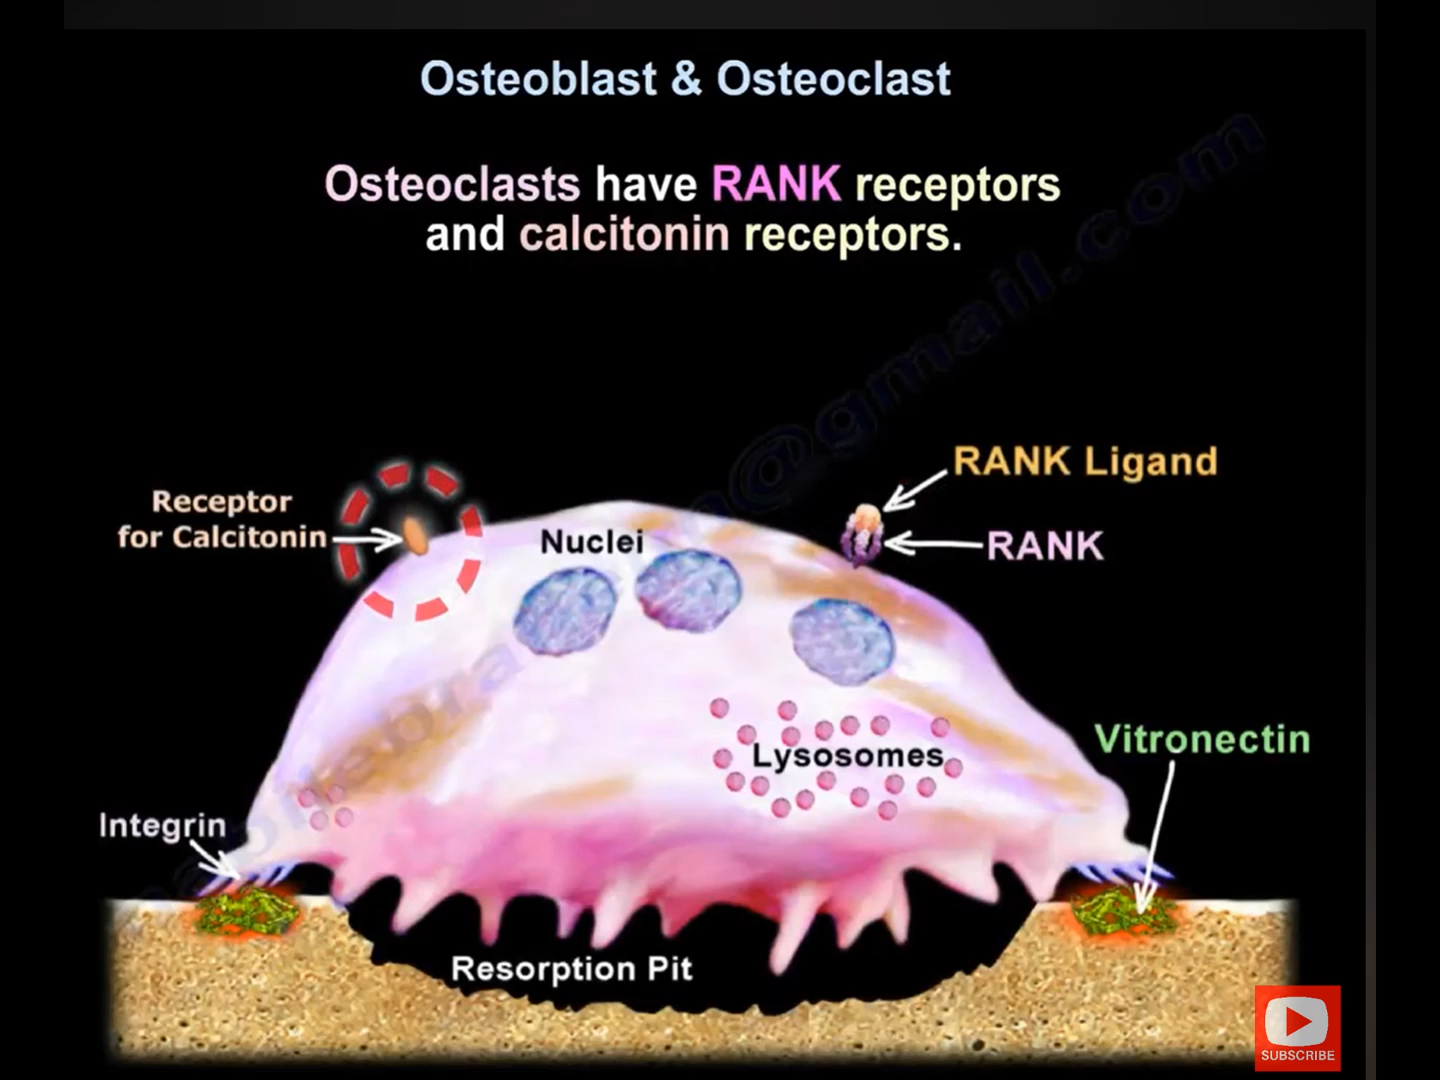 Osteoblast & Osteoclast
Osteoclasts have RANK receptors
and calcitonin receptors.
RANK Ligand
Receptor
for Calcitonin
Nuclei
RANK
Vitronectin
Lysosomes
Integrin
Resorption Pit
SUBSCRIBE